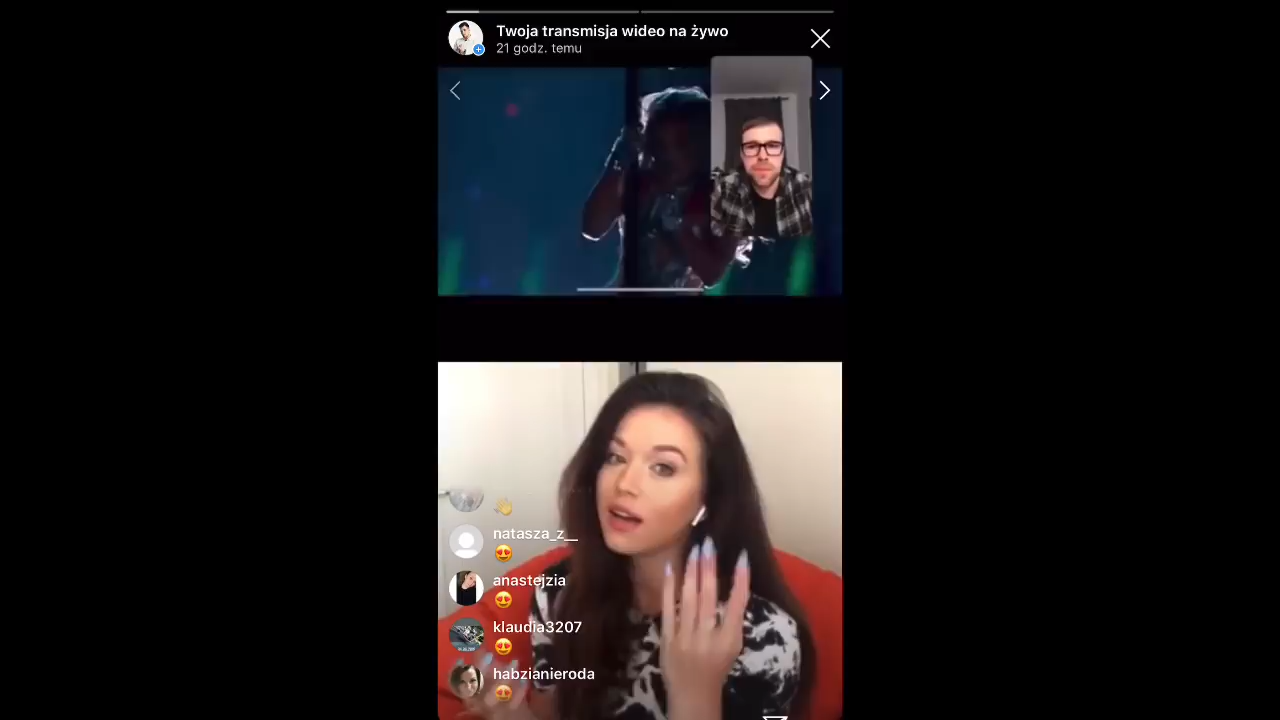 Twoja transmisja wideo na żywo
21 godz. temu
natasza_z__
anastejzia
klaudia3207
habzianieroda